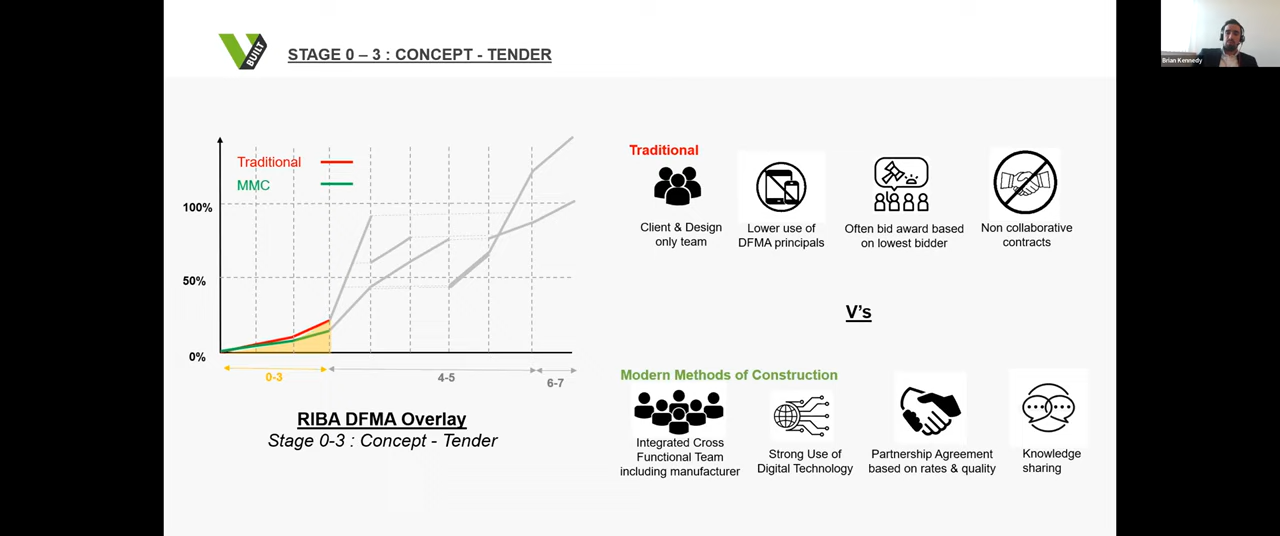 BUILT
STAGE 0 – 3 : CONCEPT - TENDER
Brian Kennedy
Traditional
MMC
100%
50%
0%
0-3
4-5
6-7
RIBA DFMA Overlay
Stage 0-3 : Concept - Tender
Traditional
Client & Design
only team
Lower use of
DFMA principals
Often bid award based
on lowest bidder
Non collaborative
contracts
V's
Modern Methods of Construction
Integrated Cross
Functional Team
including manufacturer
Strong Use of
Digital Technology
Partnership Agreement
based on rates & quality
Knowledge
sharing